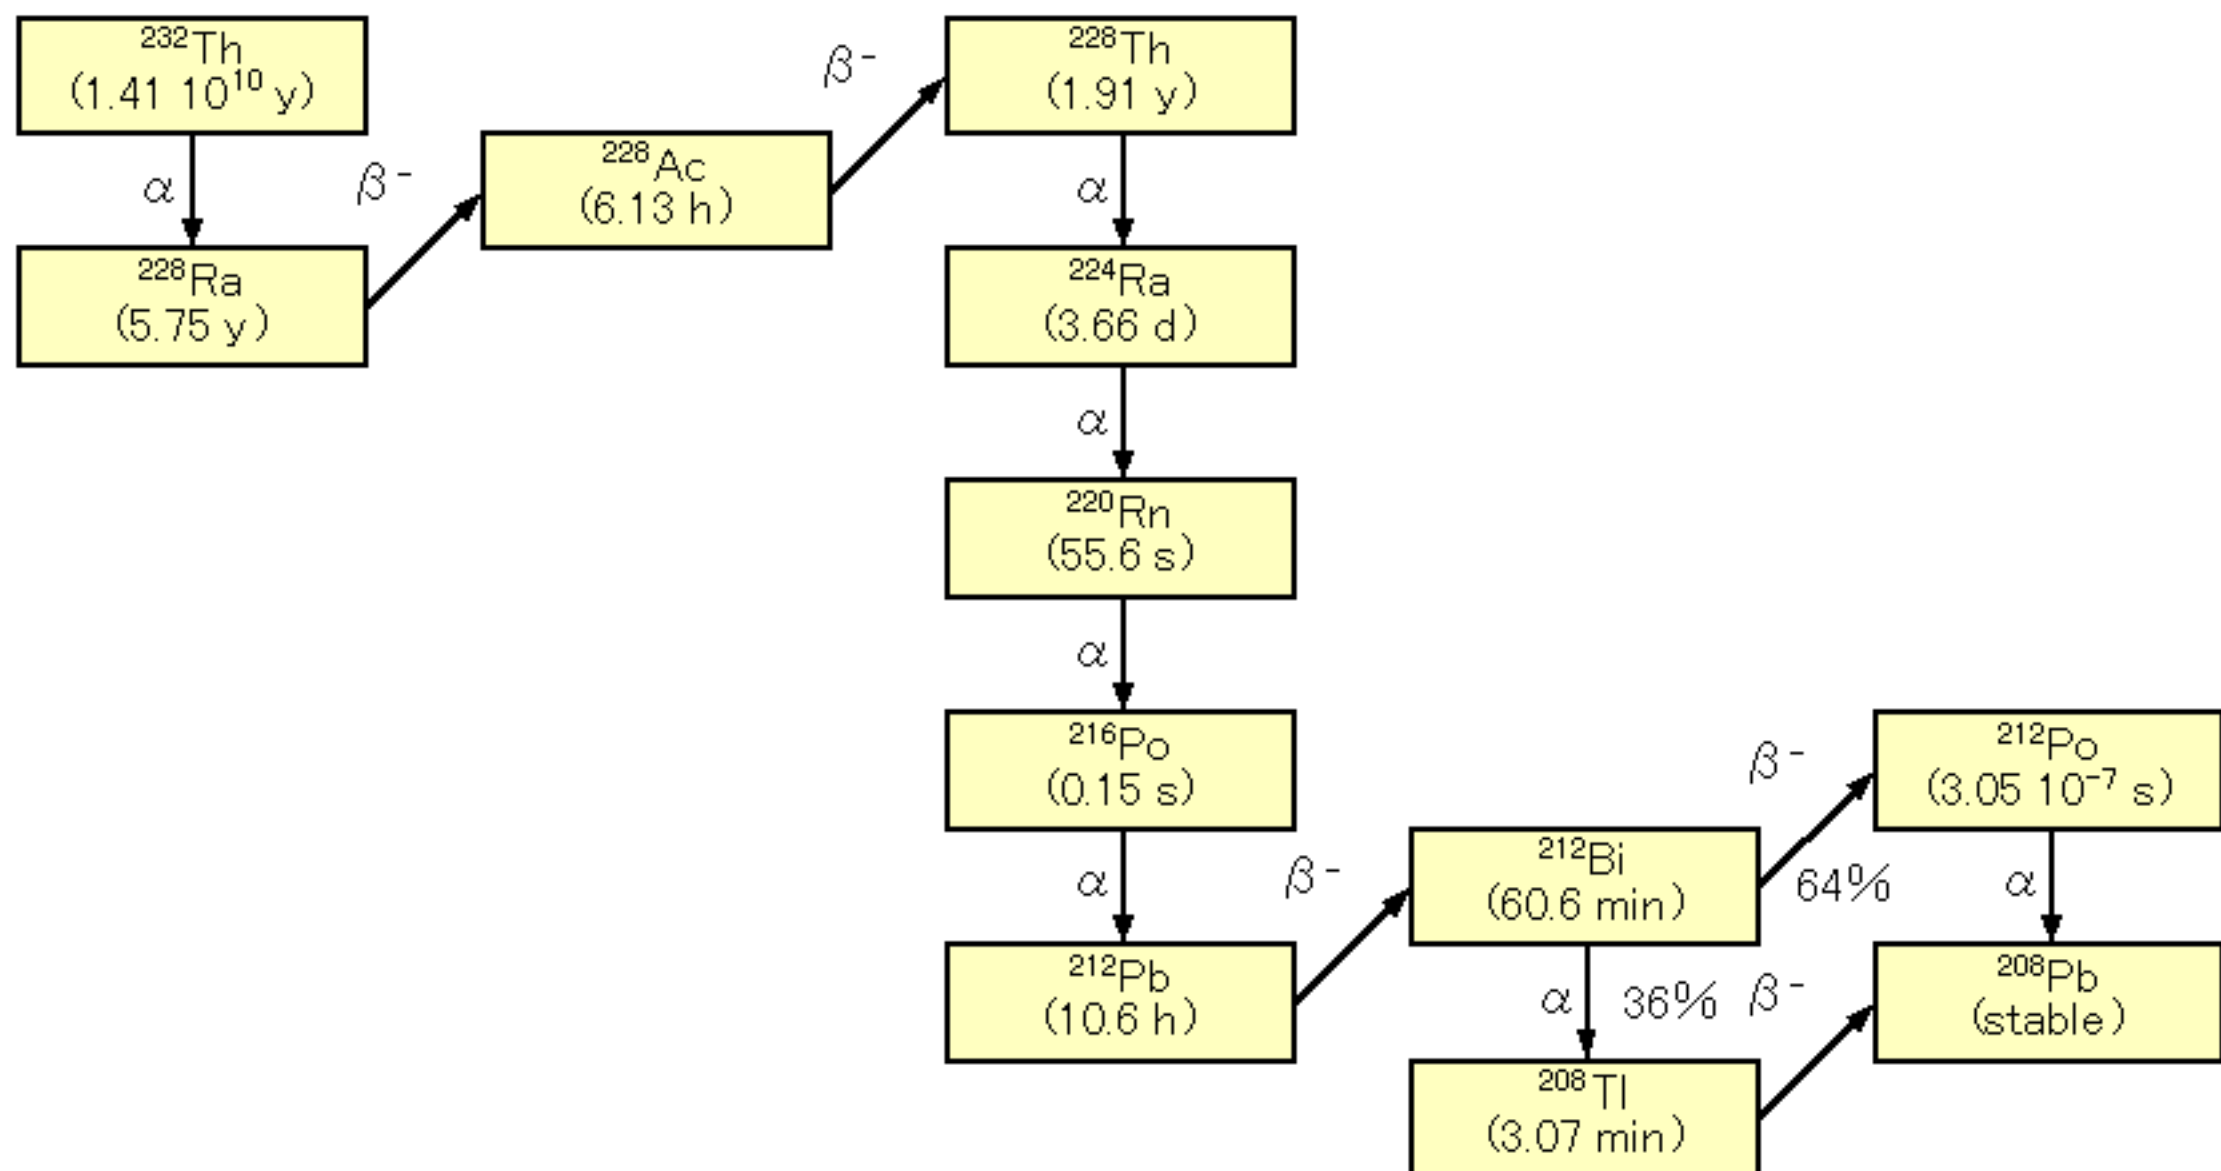 ²³²Th
(1.41 10¹⁰ y)
α
²²⁸Ra
(5.75 y)
β⁻
²²⁸Ac
(6.13 h)
β⁻
²²⁸Th
(1.91 y)
α
²²⁴Ra
(3.66 d)
α
²²⁰Rn
(55.6 s)
α
²¹⁶Po
(0.15 s)
α
²¹²Pb
(10.6 h)
β⁻
²¹²Bi
(60.6 min)
β⁻
64%
²¹²Po
(3.05 10⁻⁷ s)
α
α 36%
²⁰⁸Tl
(3.07 min)
β⁻
²⁰⁸Pb
(stable)